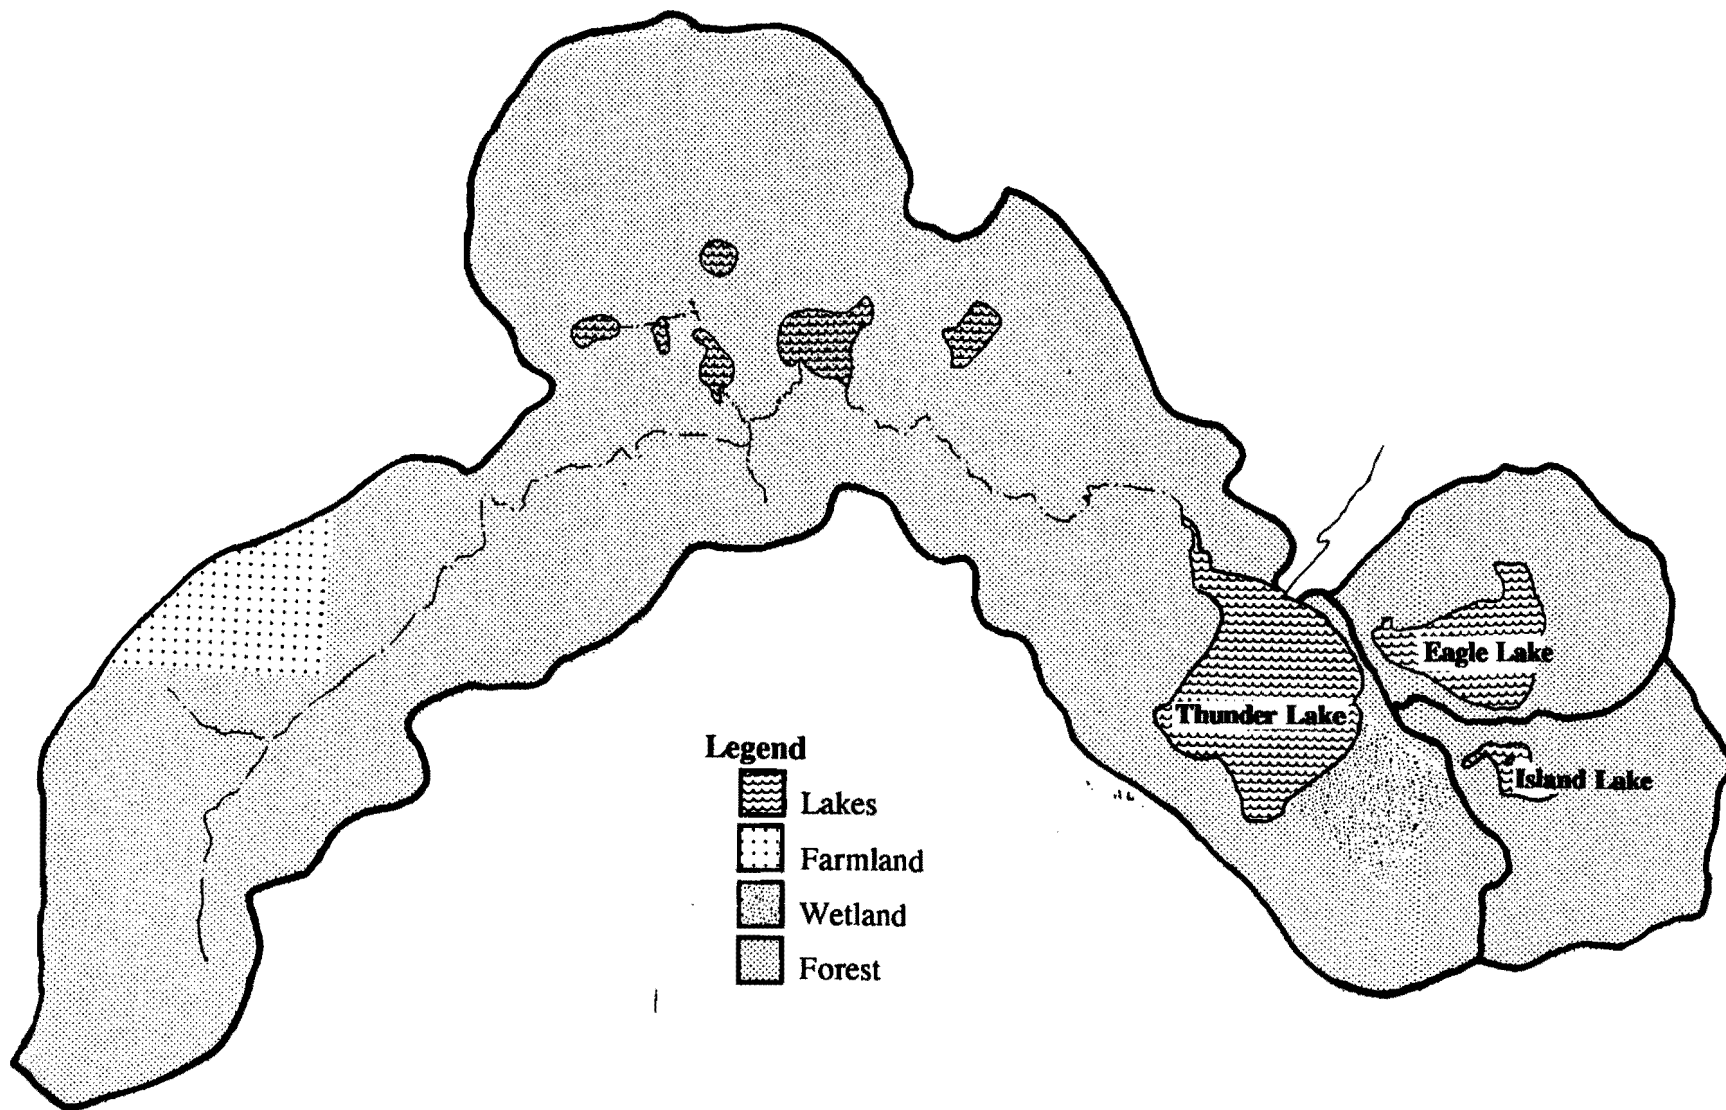 Eagle Lake
Thunder Lake
Island Lake
Legend
Lakes
Farmland
Wetland
Forest